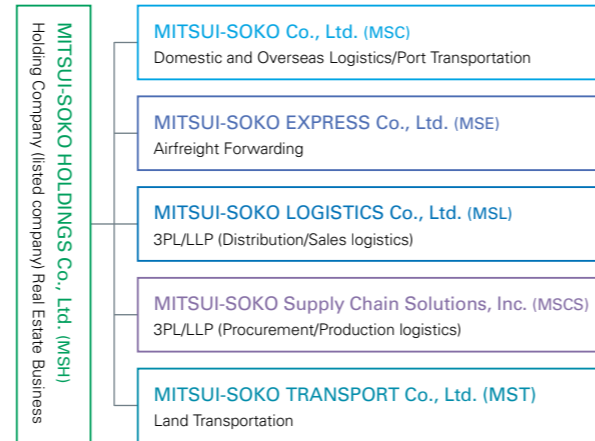 MITSUI-SOKO HOLDINGS Co., Ltd. (MSH)
Holding Company (listed company) Real Estate Business
MITSUI-SOKO Co., Ltd. (MSC)
Domestic and Overseas Logistics/Port Transportation
MITSUI-SOKO EXPRESS Co., Ltd. (MSE)
Airfreight Forwarding
MITSUI-SOKO LOGISTICS Co., Ltd. (MSL)
3PL/LLP (Distribution/Sales logistics)
MITSUI-SOKO Supply Chain Solutions, Inc. (MSCS)
3PL/LLP (Procurement/Production logistics)
MITSUI-SOKO TRANSPORT Co., Ltd. (MST)
Land Transportation